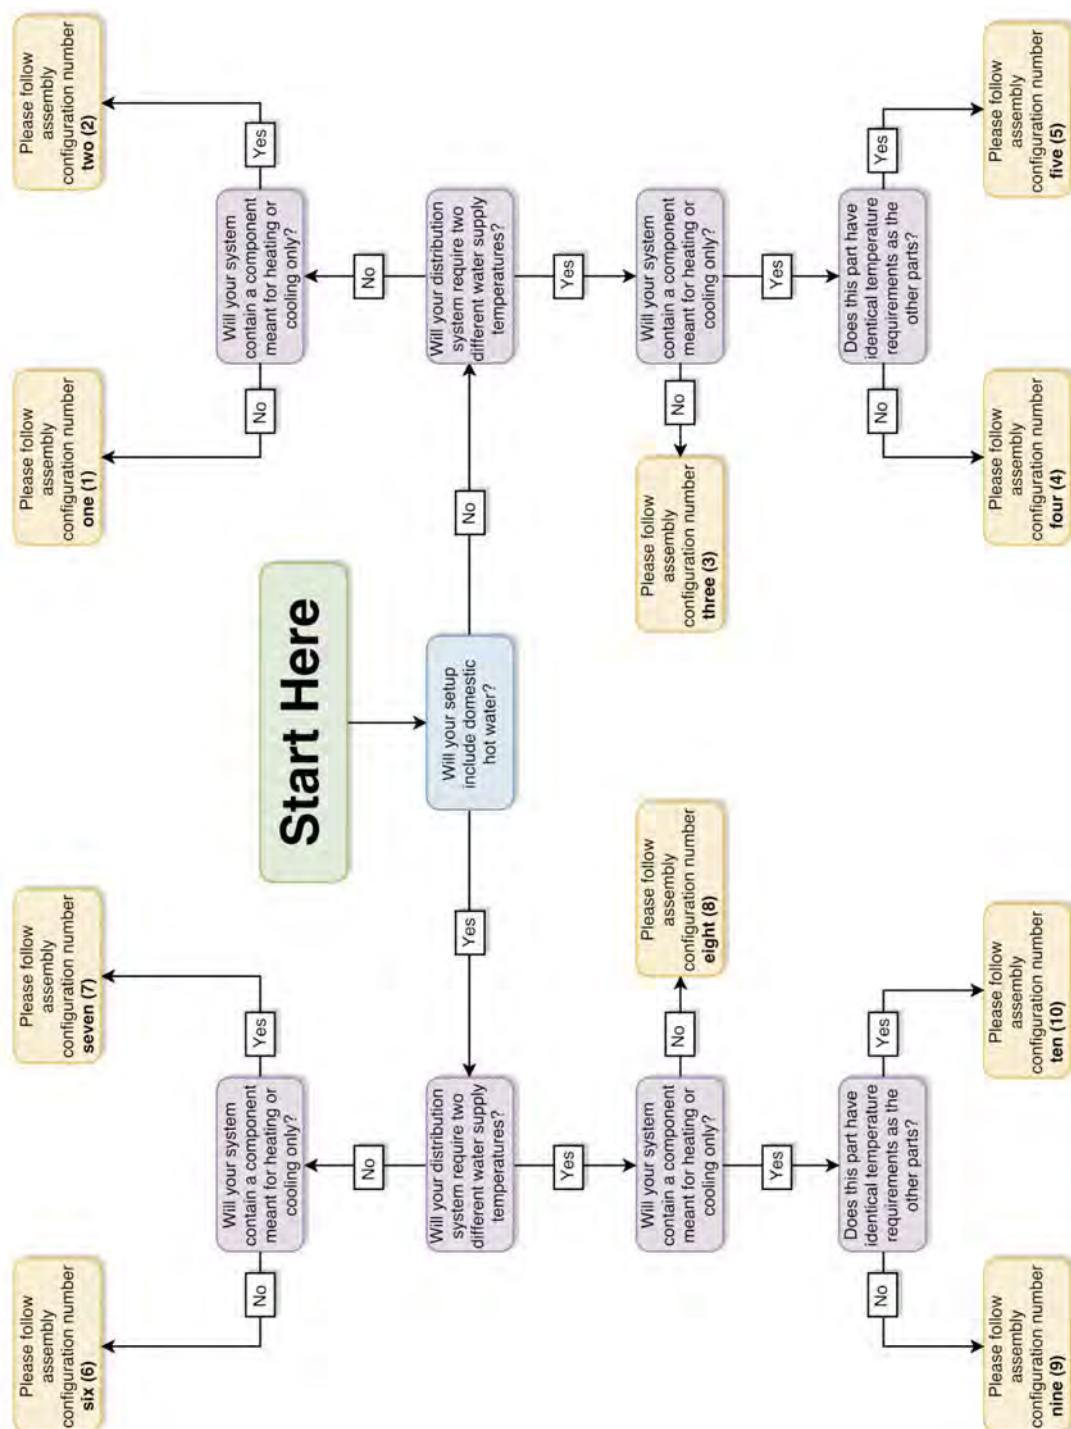 Please follow
assembly
configuration number
six (6)
Please follow
assembly
configuration number
seven (7)
Please follow
assembly
configuration number
one (1)
Please follow
assembly
configuration number
two (2)
No
Will your system
contain a component
meant for heating or
cooling only?
Yes
Start Here
No
Will your system
contain a component
meant for heating or
cooling only?
Yes
No
No
Will your distribution
system require two
different water supply
temperatures?
Yes
Will your setup
include domestic
hot water?
No
Will your distribution
system require two
different water supply
temperatures?
Yes
Yes
Will your system
contain a component
meant for heating or
cooling only?
No
Please follow
assembly
configuration number
eight (8)
Please follow
assembly
configuration number
three (3)
No
Will your system
contain a component
meant for heating or
cooling only?
Yes
Yes
No
Does this part have
identical temperature
requirements as the
other parts?
Yes
No
Does this part have
identical temperature
requirements as the
other parts?
Yes
Please follow
assembly
configuration number
nine (9)
Please follow
assembly
configuration number
ten (10)
Please follow
assembly
configuration number
four (4)
Please follow
assembly
configuration number
five (5)